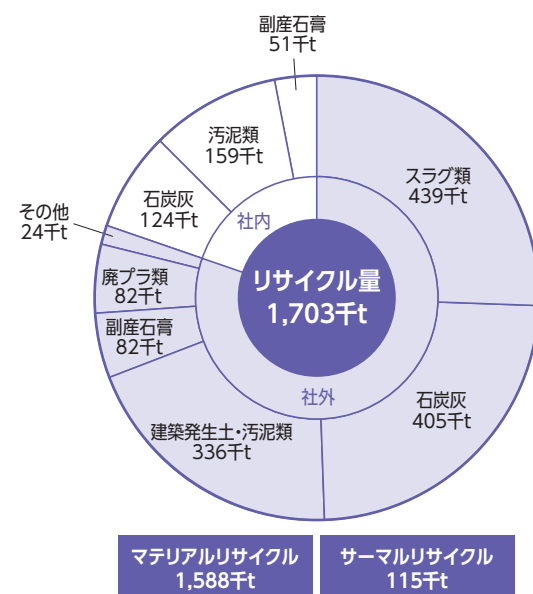 副産石膏
51千t
汚泥類
159千t
スラグ類
439千t
石炭灰
124千t
社内
その他
24千t
リサイクル量
1,703千t
廃プラ類
82千t
副産石膏
82千t
社外
石炭灰
405千t
建築発生土・汚泥類
336千t
マテリアルリサイクル
1,588千t
サーマルリサイクル
115千t